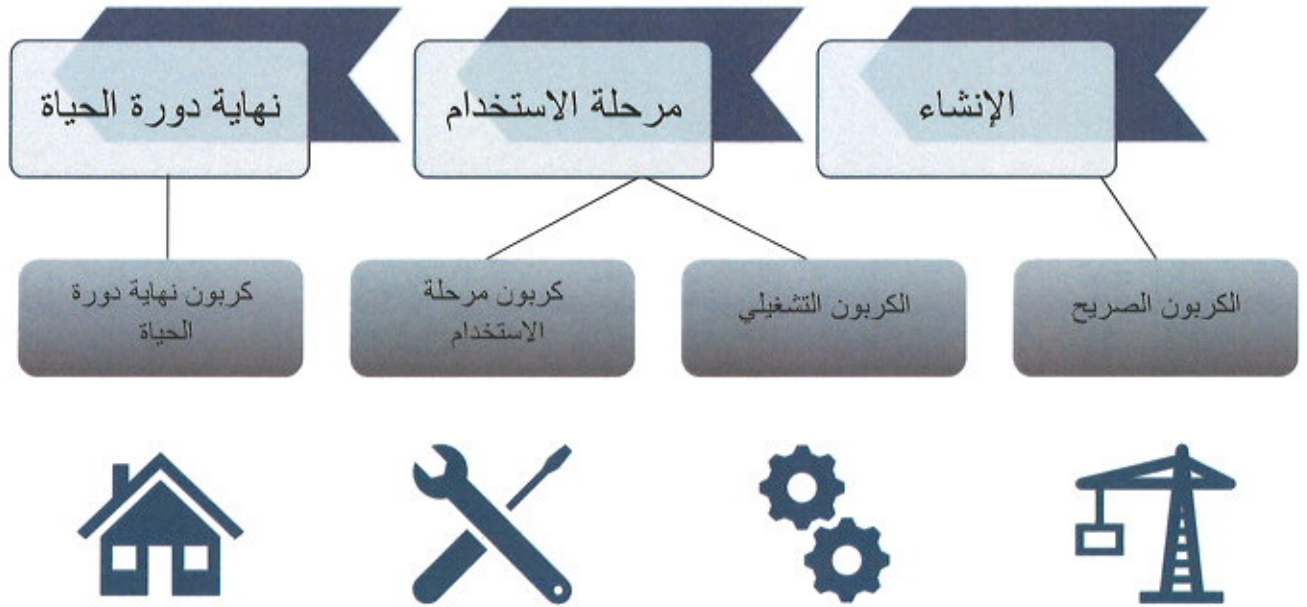 الإنشاء
مرحلة الاستخدام
نهاية دورة الحياة
الكربون الصريح
الكربون التشغيلي
كربون مرحلة
الاستخدام
كربون نهاية دورة
الحياة